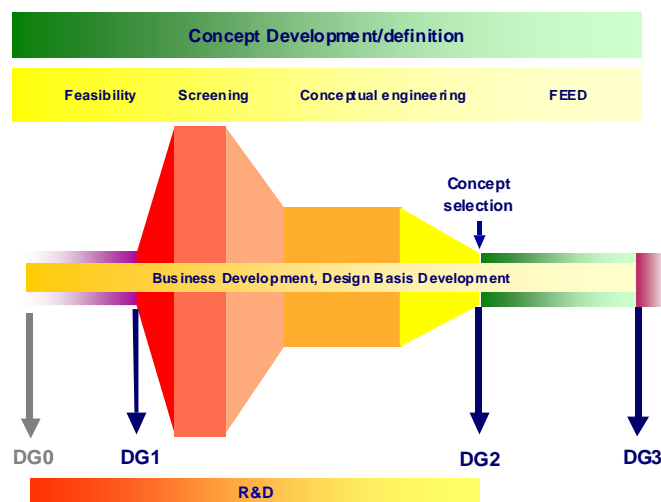 Concept Development/definition
Feasibility Screening Conceptual engineering FEED
Concept
selection
Business Development, Design Basis Development
DG0 DG1 DG2 DG3
R&D